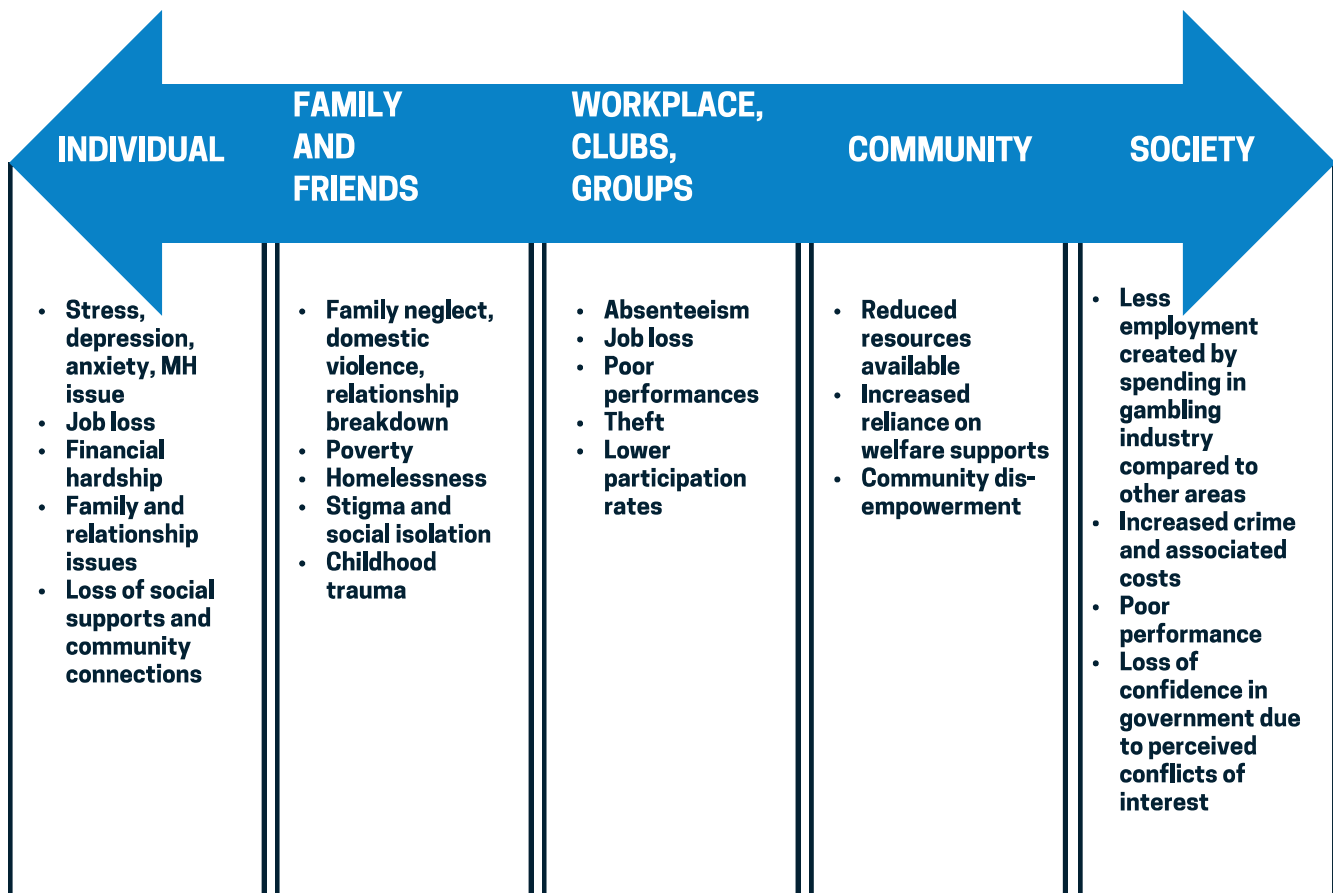 INDIVIDUAL
FAMILY
AND
FRIENDS
WORKPLACE,
CLUBS,
GROUPS
COMMUNITY
SOCIETY
• Stress,
depression,
anxiety, MH
issue
• Job loss
• Financial
hardship
• Family and
relationship
issues
• Loss of social
supports and
community
connections
• Family neglect,
domestic
violence,
relationship
breakdown
• Poverty
• Homelessness
• Stigma and
social isolation
• Childhood
trauma
• Absenteeism
• Job loss
• Poor
performances
• Theft
• Lower
participation
rates
• Reduced
resources
available
• Increased
reliance on
welfare supports
• Community dis-
empowerment
• Less
employment
created by
spending in
gambling
industry
compared to
other areas
• Increased crime
and associated
costs
• Poor
performance
• Loss of
confidence in
government due
to perceived
conflicts of
interest